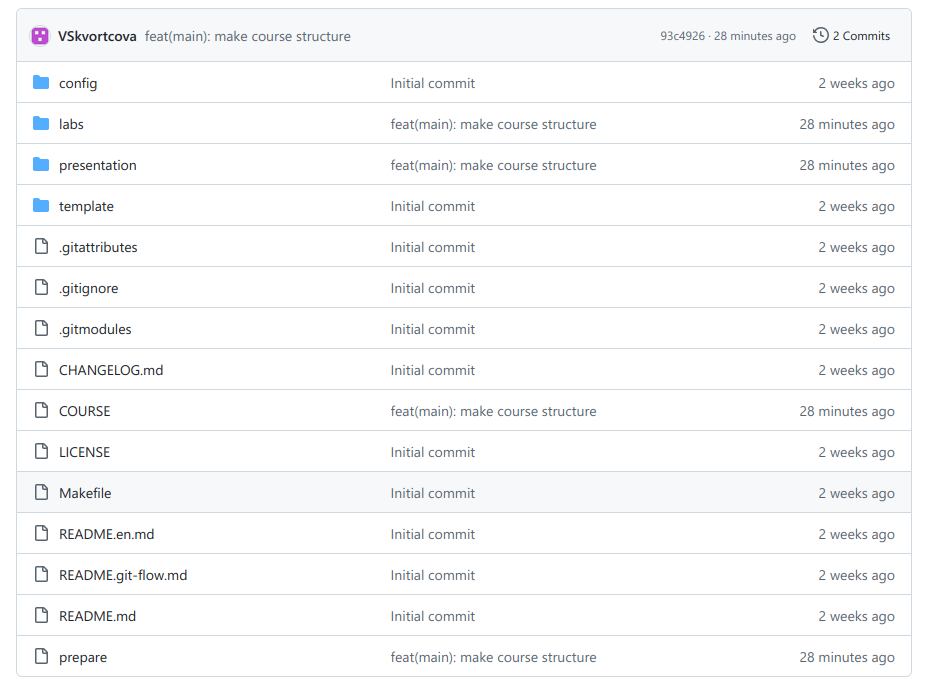 VSkvortcova feat(main): make course structure 93c4926 · 28 minutes ago 2 Commits
config Initial commit 2 weeks ago
labs feat(main): make course structure 28 minutes ago
presentation feat(main): make course structure 28 minutes ago
template Initial commit 2 weeks ago
.gitattributes Initial commit 2 weeks ago
.gitignore Initial commit 2 weeks ago
.gitmodules Initial commit 2 weeks ago
CHANGELOG.md Initial commit 2 weeks ago
COURSE feat(main): make course structure 28 minutes ago
LICENSE Initial commit 2 weeks ago
Makefile Initial commit 2 weeks ago
README.en.md Initial commit 2 weeks ago
README.git-flow.md Initial commit 2 weeks ago
README.md Initial commit 2 weeks ago
prepare feat(main): make course structure 28 minutes ago